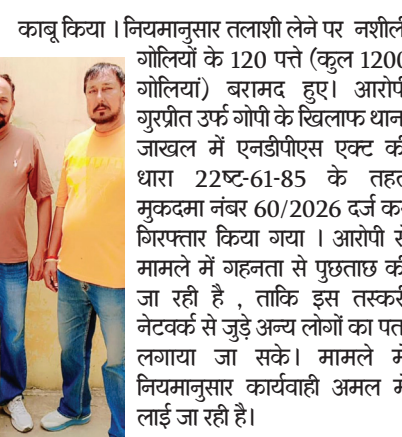 काबू किया । नियमानुसार तलाशी लेने पर नशीली
गोलियों के 120 पत्ते (कुल 1200
गोलियां) बरामद हुए। आरोपी
गुरप्रीत उर्फ गोपी के खिलाफ थाना
जाखल में एनडीपीएस एक्ट की
धारा 22ष्ट-61-85 के तहत
मुकदमा नंबर 60/2026 दर्ज कर
गिरफ्तार किया गया । आरोपी से
मामले में गहनता से पुछताछ की
जा रही है , ताकि इस तस्करी
नेटवर्क से जुड़े अन्य लोगों का पता
लगाया जा सके। मामले में
नियमानुसार कार्यवाही अमल में
लाई जा रही है।